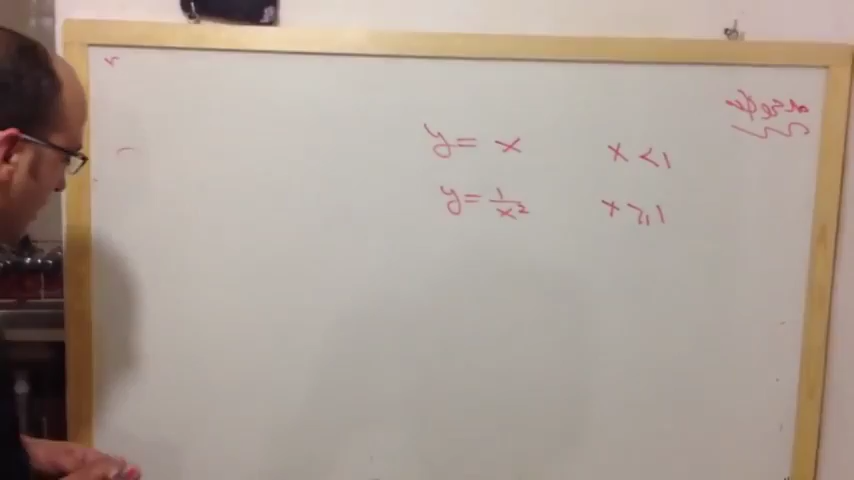 y = x    x < 1
y = 1/x²    x ≥ 1